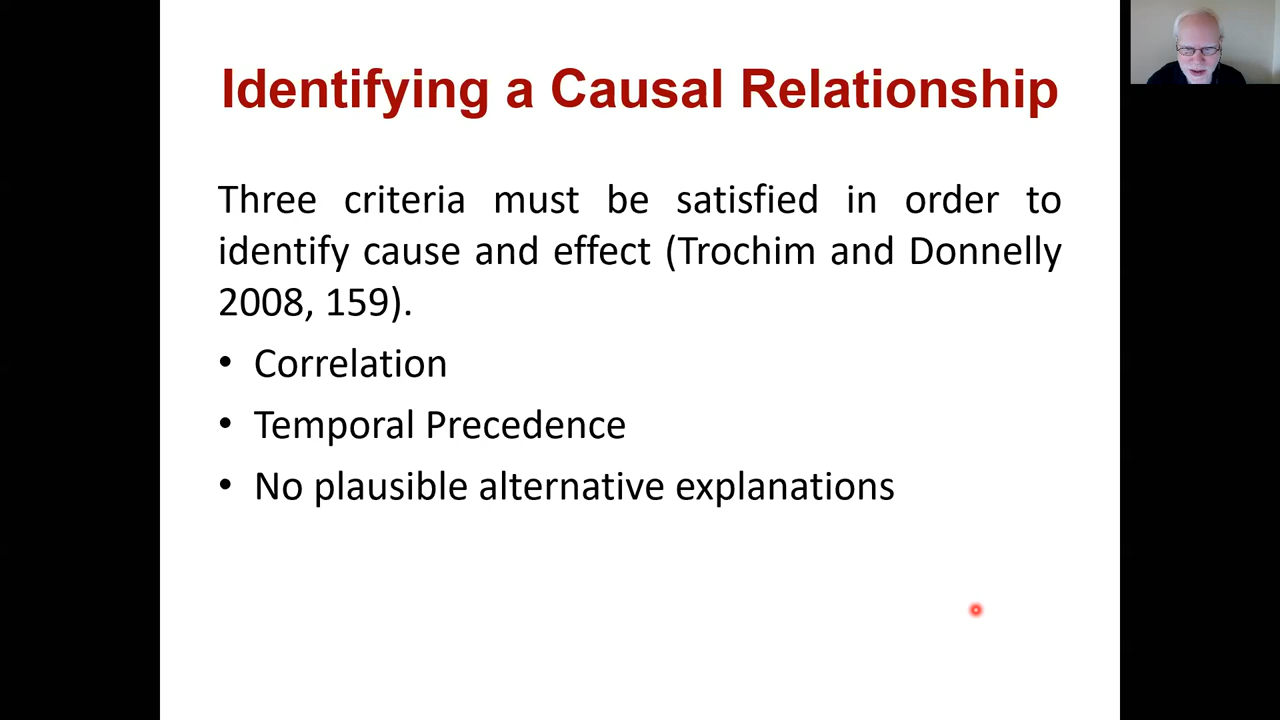 Identifying a Causal Relationship
Three criteria must be satisfied in order to
identify cause and effect (Trochim and Donnelly
2008, 159).
• Correlation
• Temporal Precedence
• No plausible alternative explanations